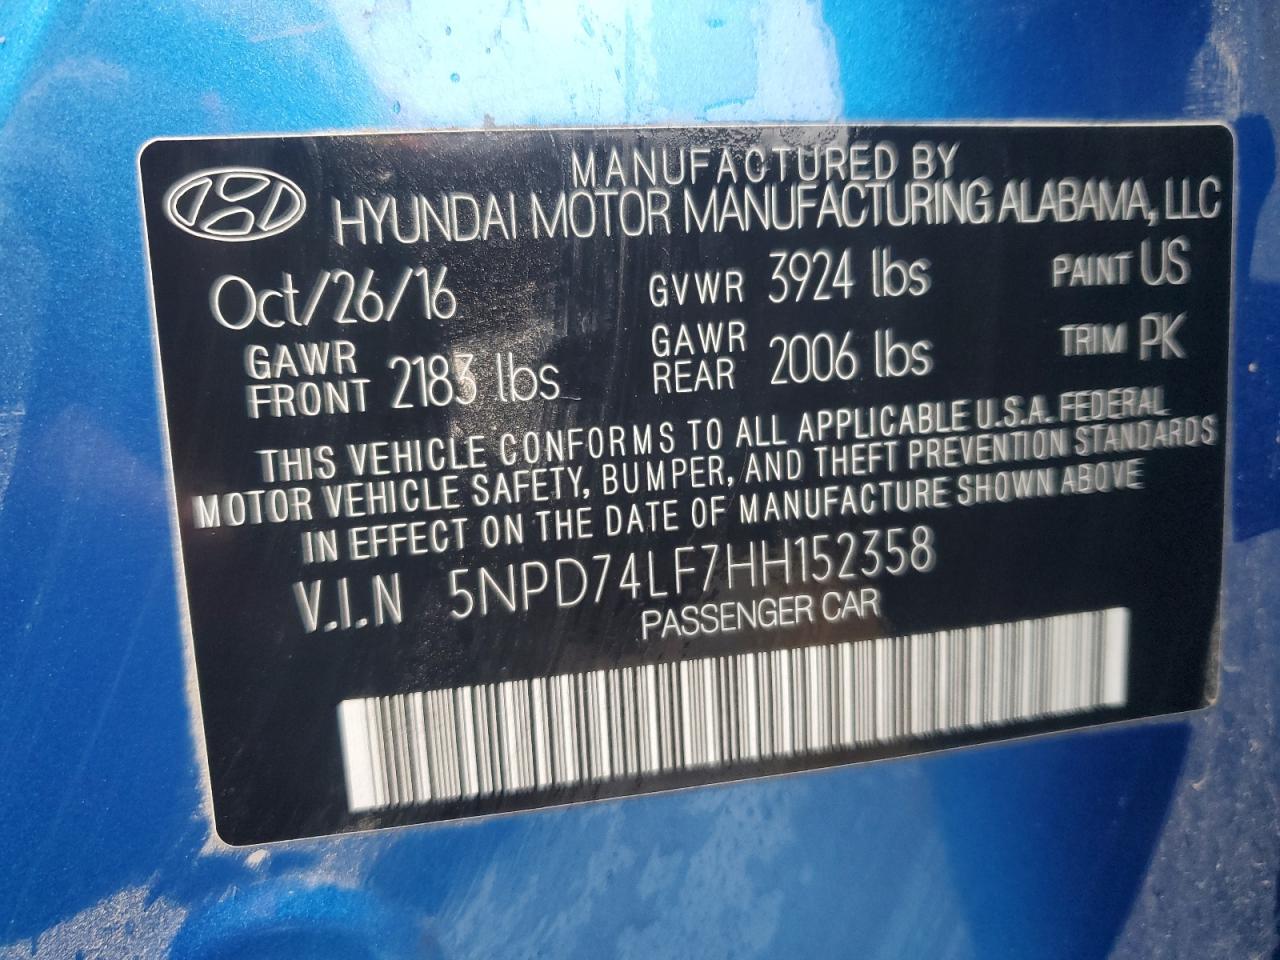 MANUFACTURED BY
HYUNDAI MOTOR MANUFACTURING ALABAMA, LLC
Oct/26/16 GVWR 3924 lbs PAINT US
GAWR FRONT 2183 lbs GAWR REAR 2006 lbs TRIM PK
THIS VEHICLE CONFORMS TO ALL APPLICABLE U.S.A. FEDERAL
MOTOR VEHICLE SAFETY, BUMPER, AND THEFT PREVENTION STANDARDS
IN EFFECT ON THE DATE OF MANUFACTURE SHOWN ABOVE
V.I.N 5NPD74LF7HH152358
PASSENGER CAR